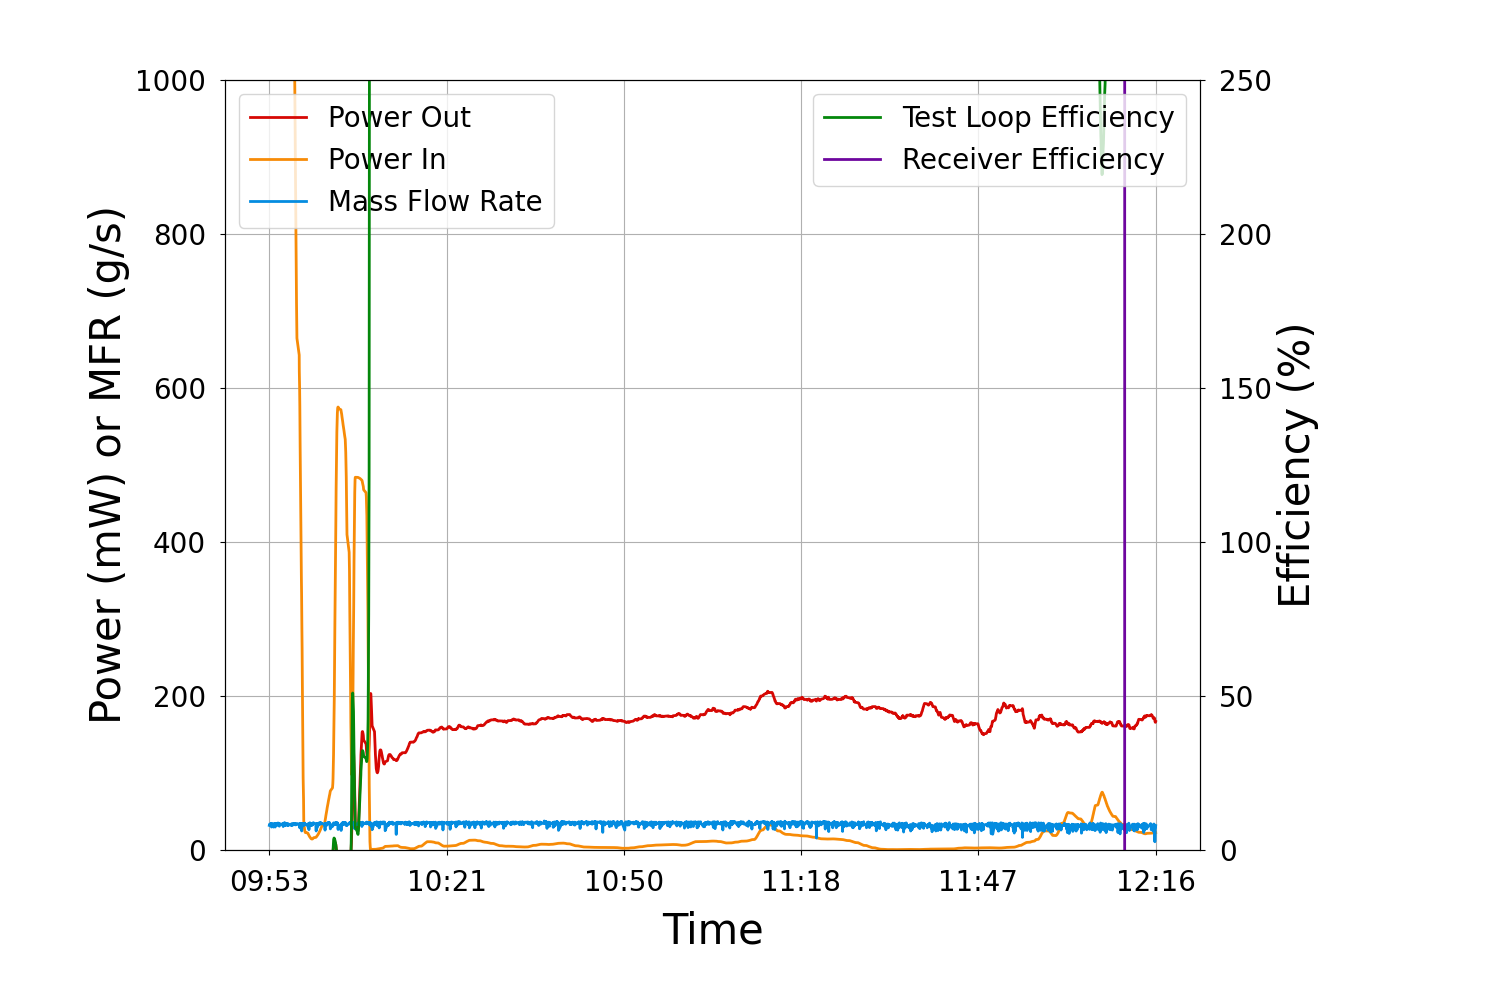 1000
800
600
400
200
0
Power (mW) or MFR (g/s)
Power Out
Power In
Mass Flow Rate
Test Loop Efficiency
Receiver Efficiency
250
200
150
100
50
0
Efficiency (%)
09:53 10:21 10:50 11:18 11:47 12:16
Time